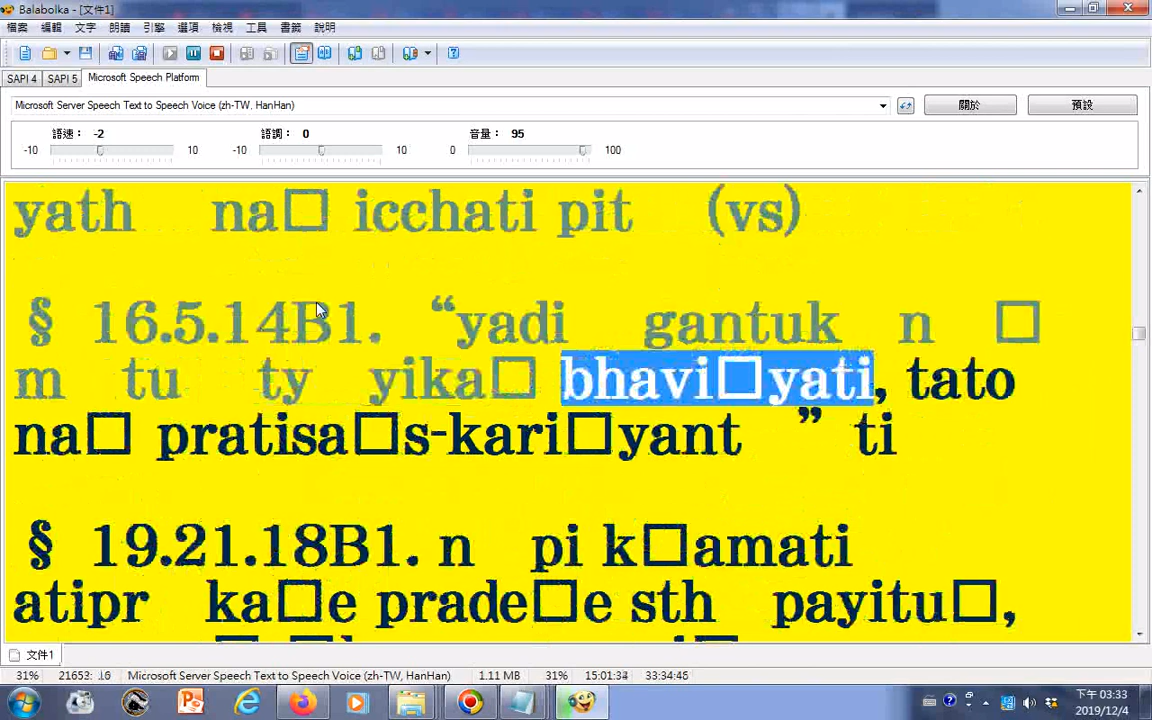 Balabolka - [文件1]
檔案 編輯 文字 朗讀 引擎 選項 檢視 工具 書籤 說明
SAPI 4 SAPI 5 Microsoft Speech Platform
Microsoft Server Speech Text to Speech Voice (zh-TW, HanHan) 關於 預設
語速： -2 語調： 0 音量： 95
-10 10 -10 10 0 100
yath na□ icchati pit (vs)
§ 16.5.14B1. “yadi gantuk n □
m tu ty yika□ bhavi□yati, tato
na□ pratisa□s-kari□yant ” ti
§ 19.21.18B1. n pi k□amati
atipr ka□e prade□e sth payitu□,
文件1
31% 21653: 16 Microsoft Server Speech Text to Speech Voice (zh-TW, HanHan) 1.11 MB 31% 15:01:34 33:34:46
下午 03:33
2019/12/4